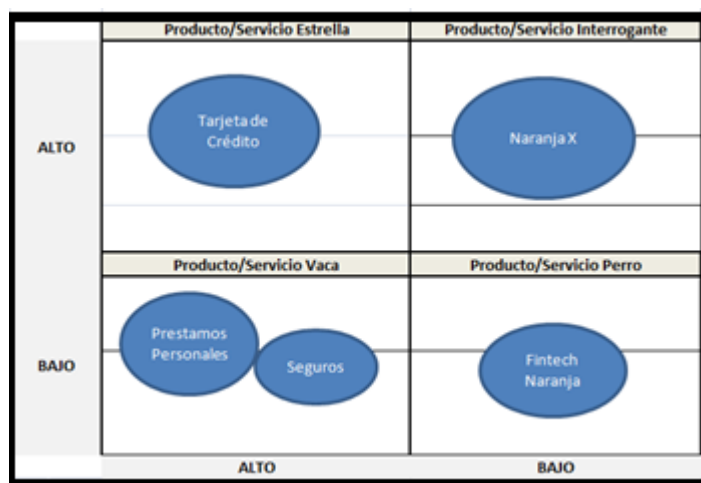 Producto/Servicio Estrella
Producto/Servicio Interrogante
ALTO
Tarjeta de
Crédito
Naranja X
Producto/Servicio Vaca
Producto/Servicio Perro
BAJO
Prestamos
Personales
Seguros
Fintech
Naranja
ALTO
BAJO